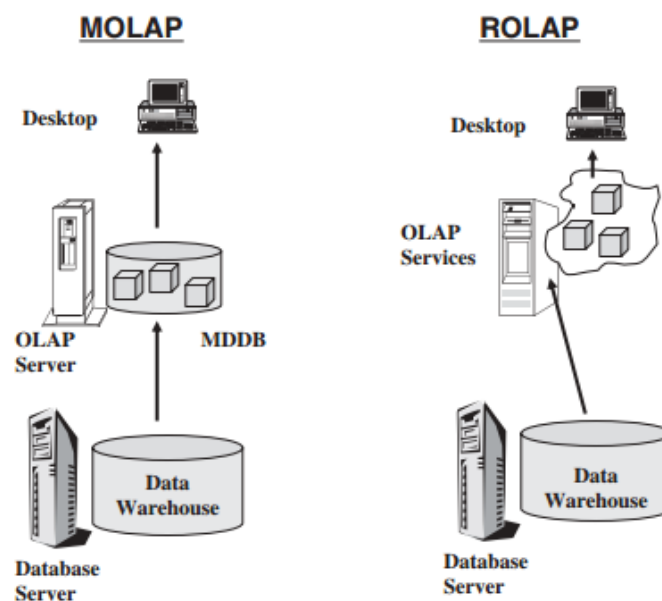 MOLAP
Desktop
OLAP
Server
MDDB
Data
Warehouse
Database
Server
ROLAP
Desktop
OLAP
Services
Data
Warehouse
Database
Server